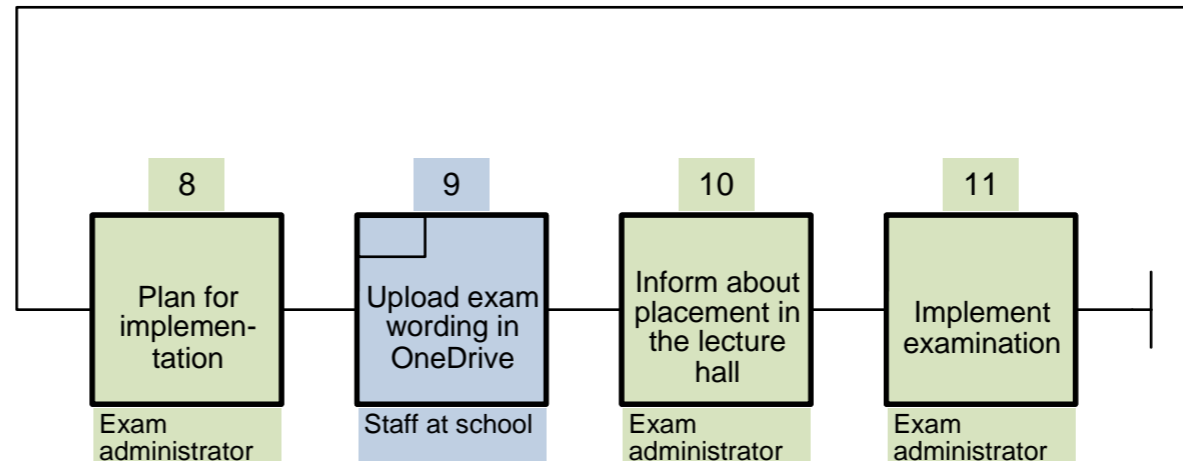 8
9
10
11
Plan for
implemen-
tation
Upload exam
wording in
OneDrive
Inform about
placement in
the lecture
hall
Implement
examination
Exam
administrator
Staff at school
Exam
administrator
Exam
administrator